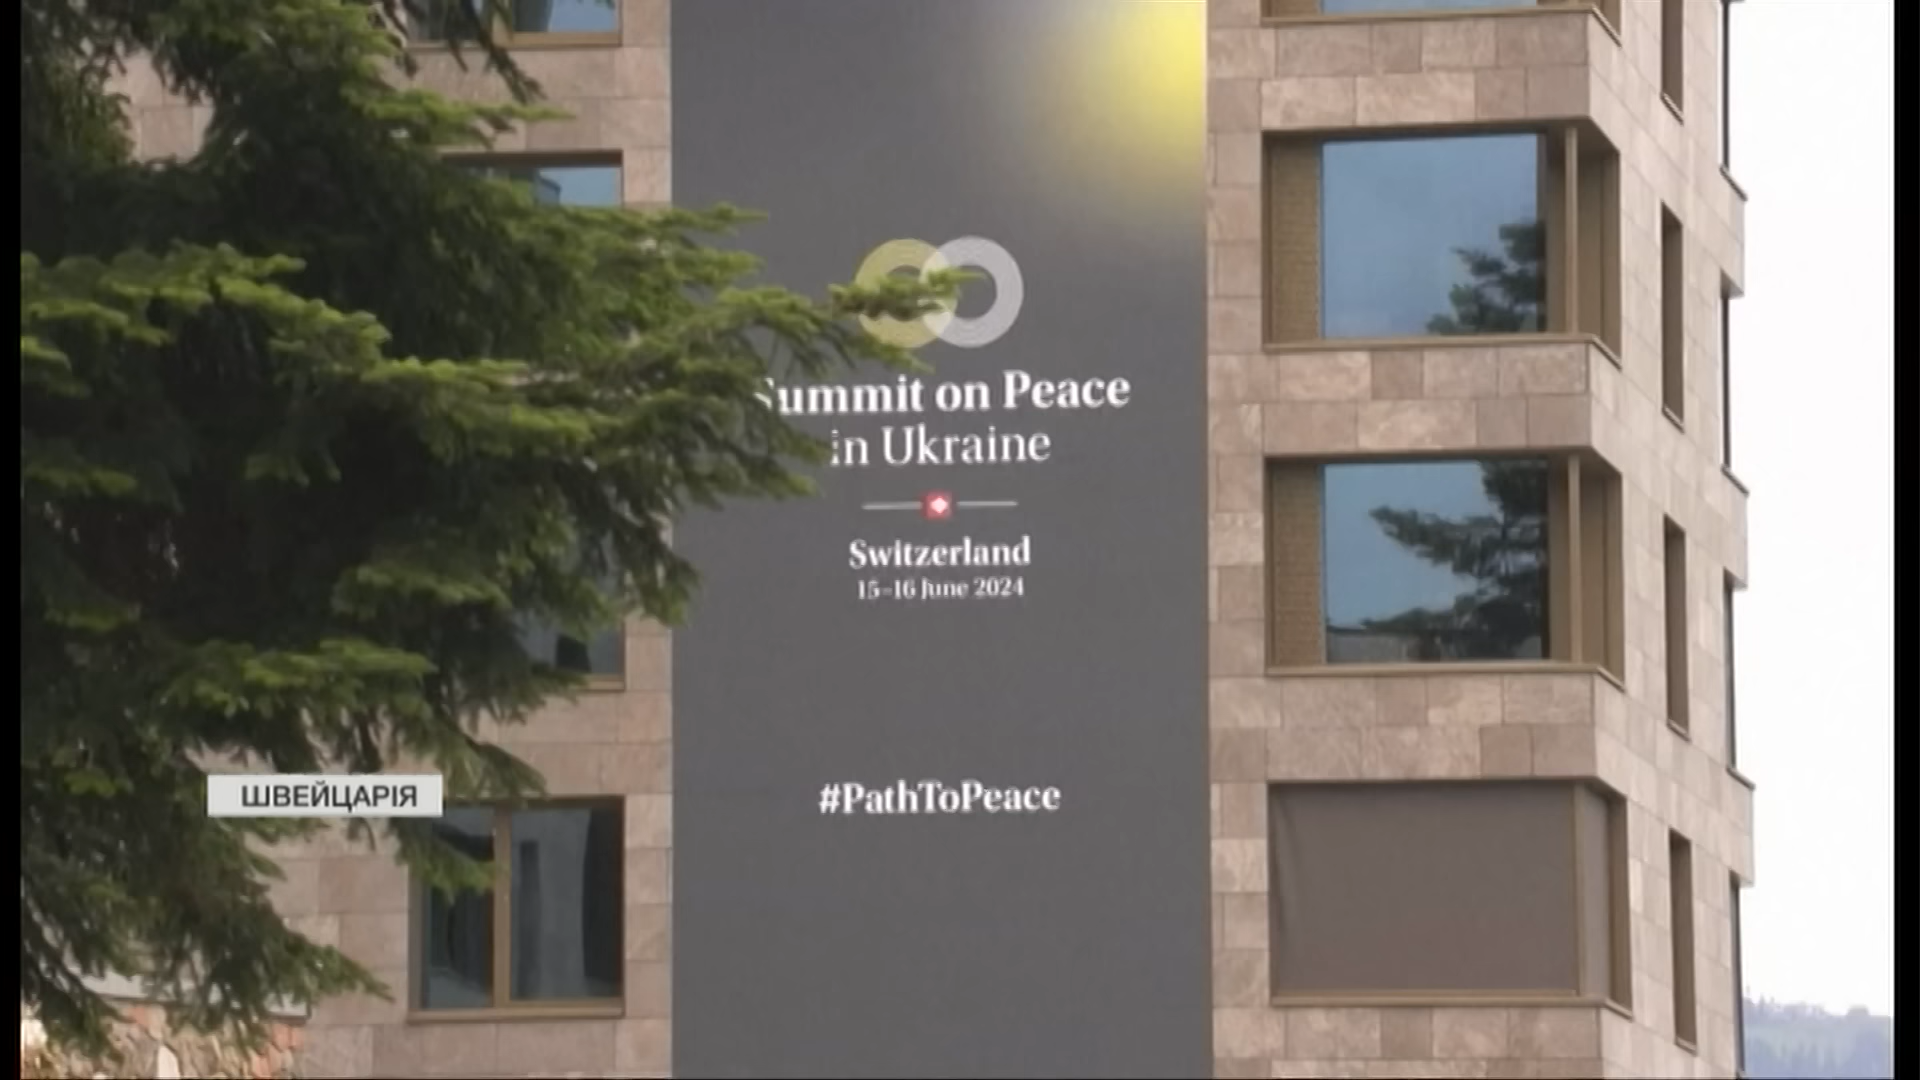 Summit on Peace
in Ukraine
Switzerland
15–16 June 2024
#PathToPeace
ШВЕЙЦАРІЯ